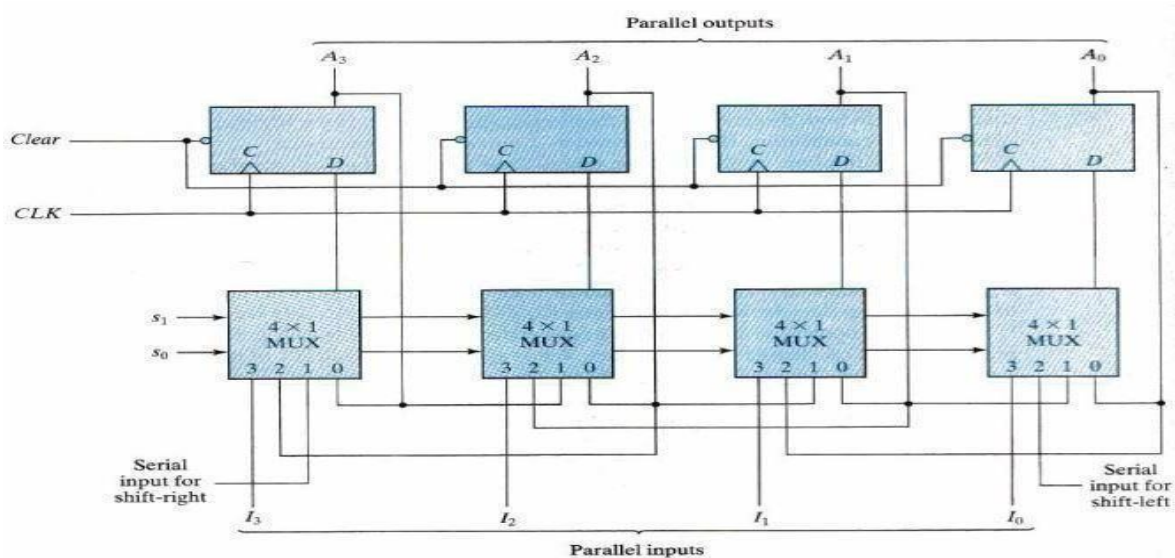 Parallel outputs
A3 A2 A1 A0
Clear
C D C D C D C D
CLK
s1
4 × 1 4 × 1 4 × 1 4 × 1
s0
MUX MUX MUX MUX
3 2 1 0 3 2 1 0 3 2 1 0 3 2 1 0
Serial
input for
shift-right
Serial
input for
shift-left
I3 I2 I1 I0
Parallel inputs